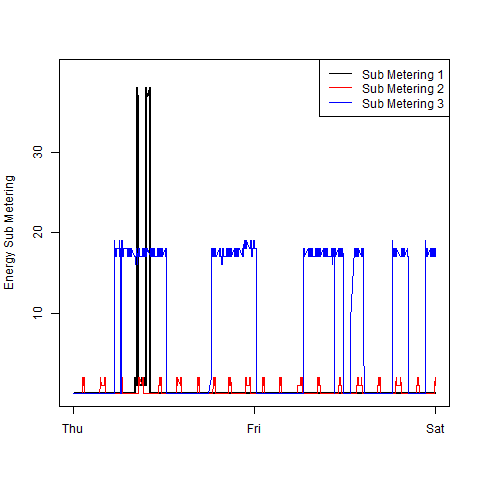 Sub Metering 1
Sub Metering 2
Sub Metering 3
Energy Sub Metering
30
20
10
Thu
Fri
Sat